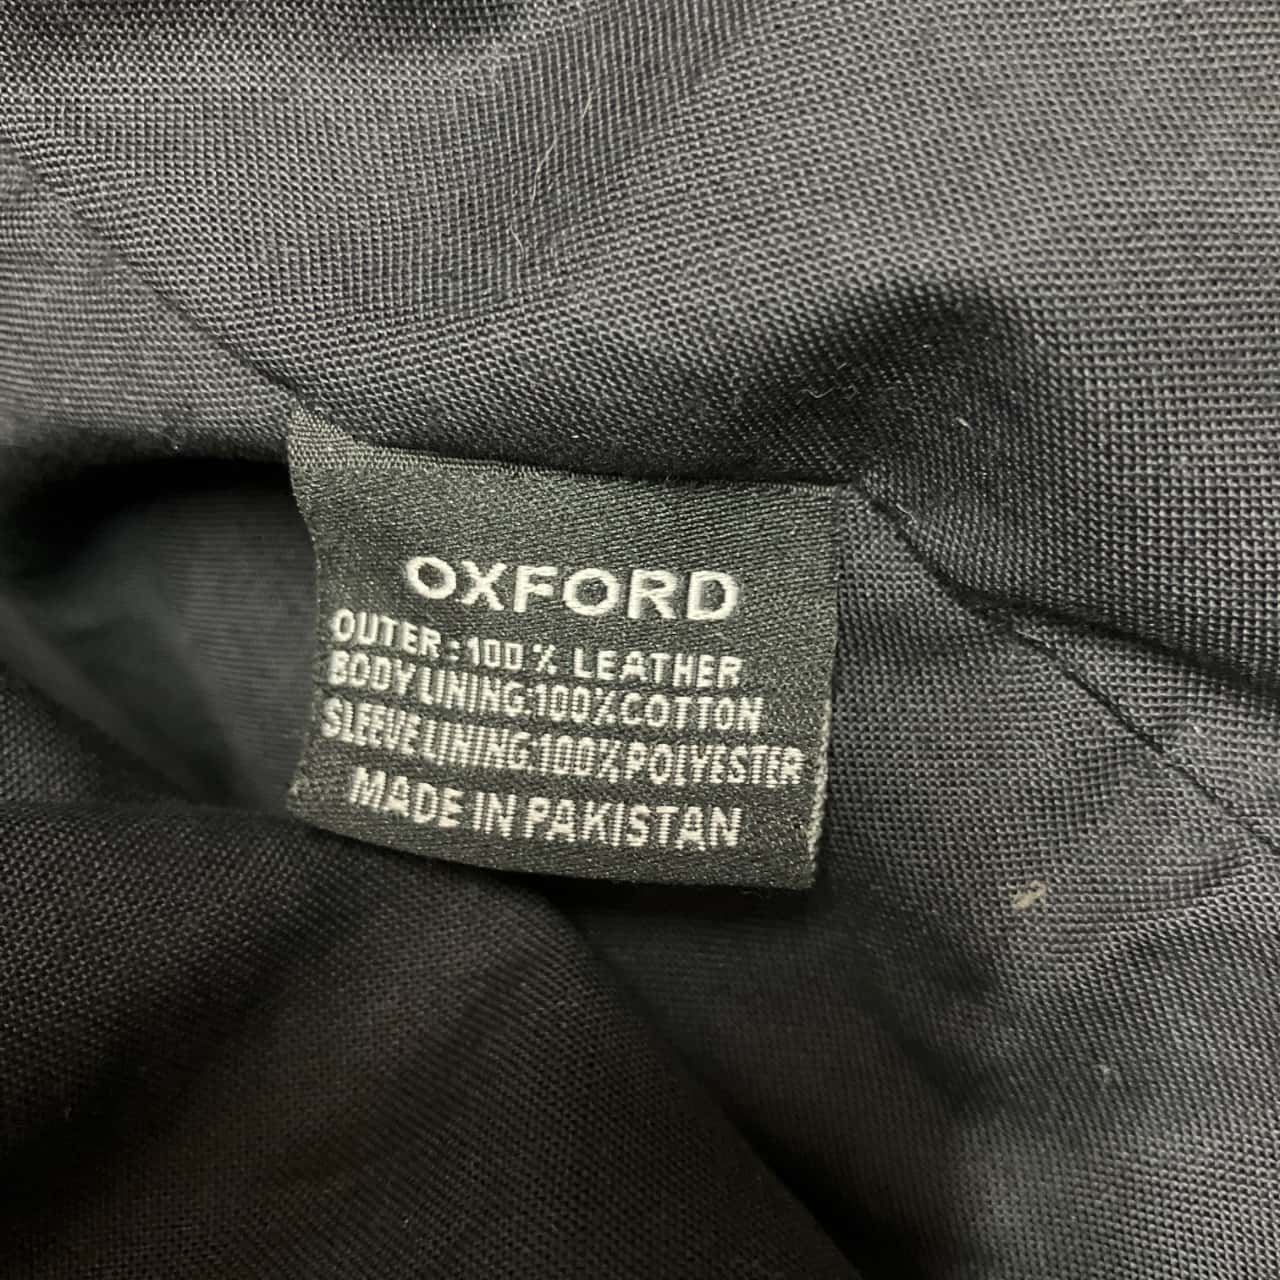 OXFORD
OUTER: 100 % LEATHER
BODY LINING:100%COTTON
SLEEVE LINING:100%POLYESTER
MADE IN PAKISTAN